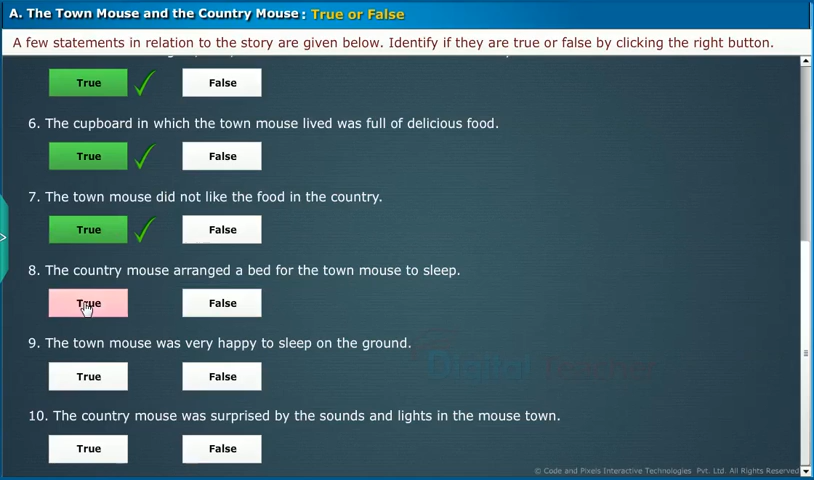 A. The Town Mouse and the Country Mouse : True or False
A few statements in relation to the story are given below. Identify if they are true or false by clicking the right button.
True False
6. The cupboard in which the town mouse lived was full of delicious food.
True False
7. The town mouse did not like the food in the country.
True False
8. The country mouse arranged a bed for the town mouse to sleep.
True False
9. The town mouse was very happy to sleep on the ground.
Digital Teacher
True False
10. The country mouse was surprised by the sounds and lights in the mouse town.
True False
© Code and Pixels Interactive Technologies Pvt. Ltd. All Rights Reserved